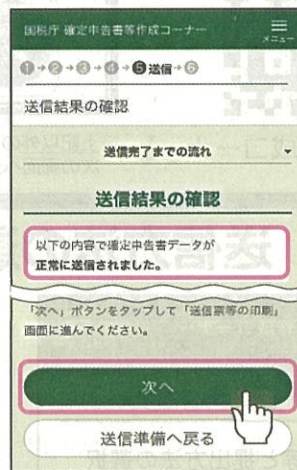 国税庁 確定申告書等作成コーナー
メニュー
❶→❷→❸→❹→❺送信→❻
送信結果の確認
送信完了までの流れ
送信結果の確認
以下の内容で確定申告書データが
正常に送信されました。
「次へ」ボタンをタップして「送信票等の印刷」
画面に進んでください。
次へ
送信準備へ戻る